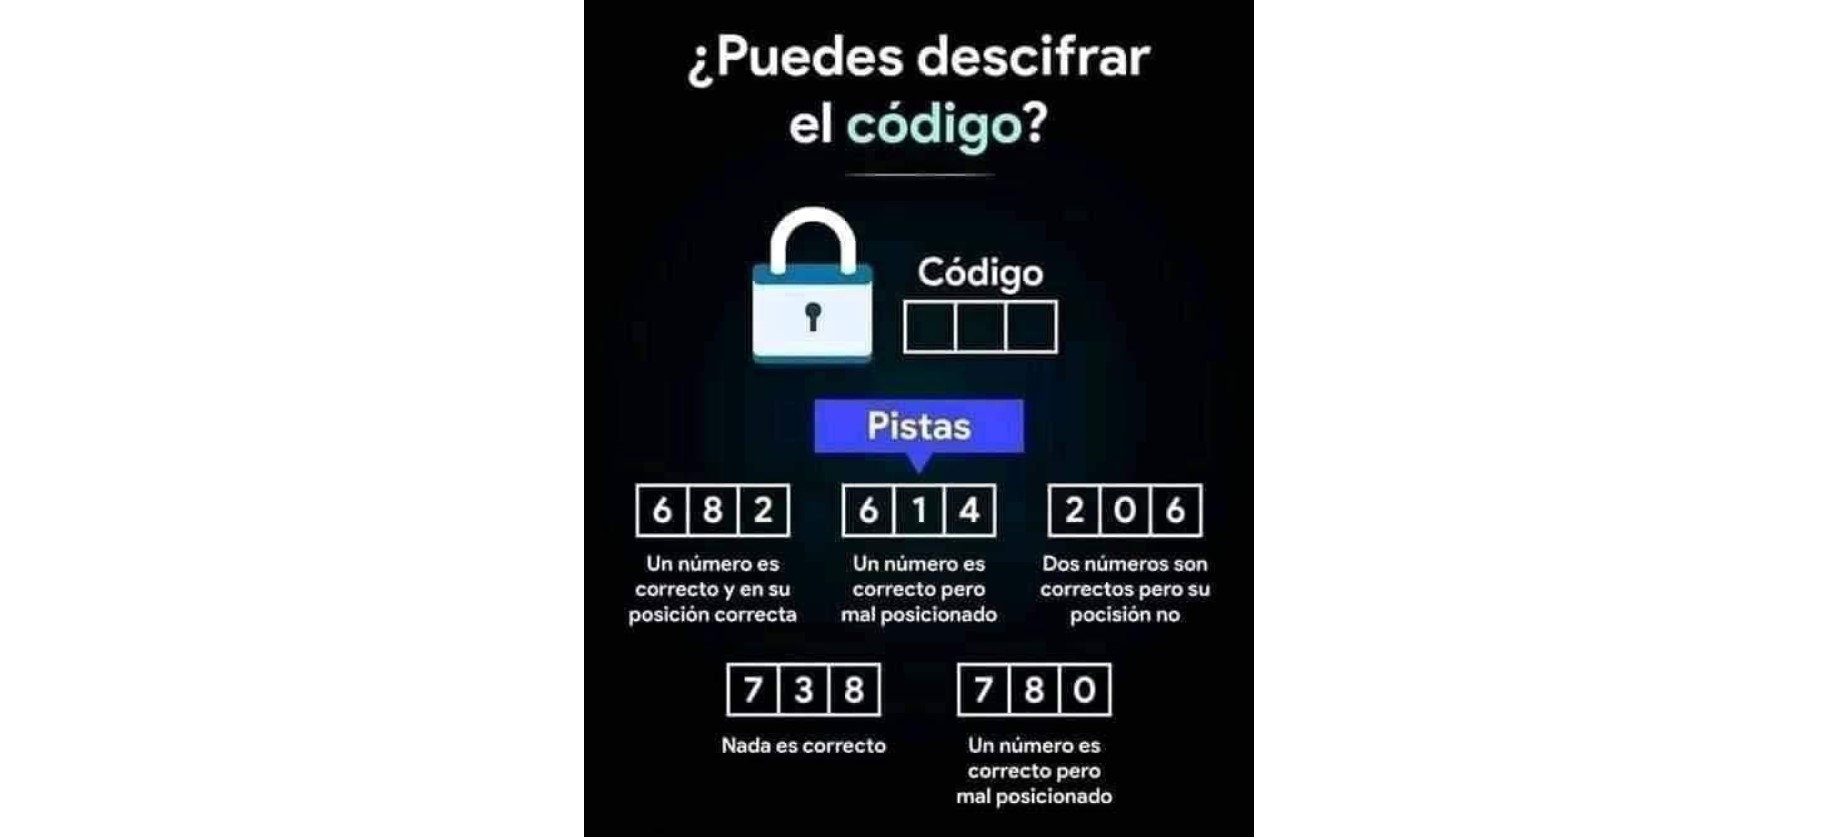 ¿Puedes descifrar
el código?
Código
Pistas
6 8 2
Un número es
correcto y en su
posición correcta
6 1 4
Un número es
correcto pero
mal posicionado
2 0 6
Dos números son
correctos pero su
pocisión no
7 3 8
Nada es correcto
7 8 0
Un número es
correcto pero
mal posicionado